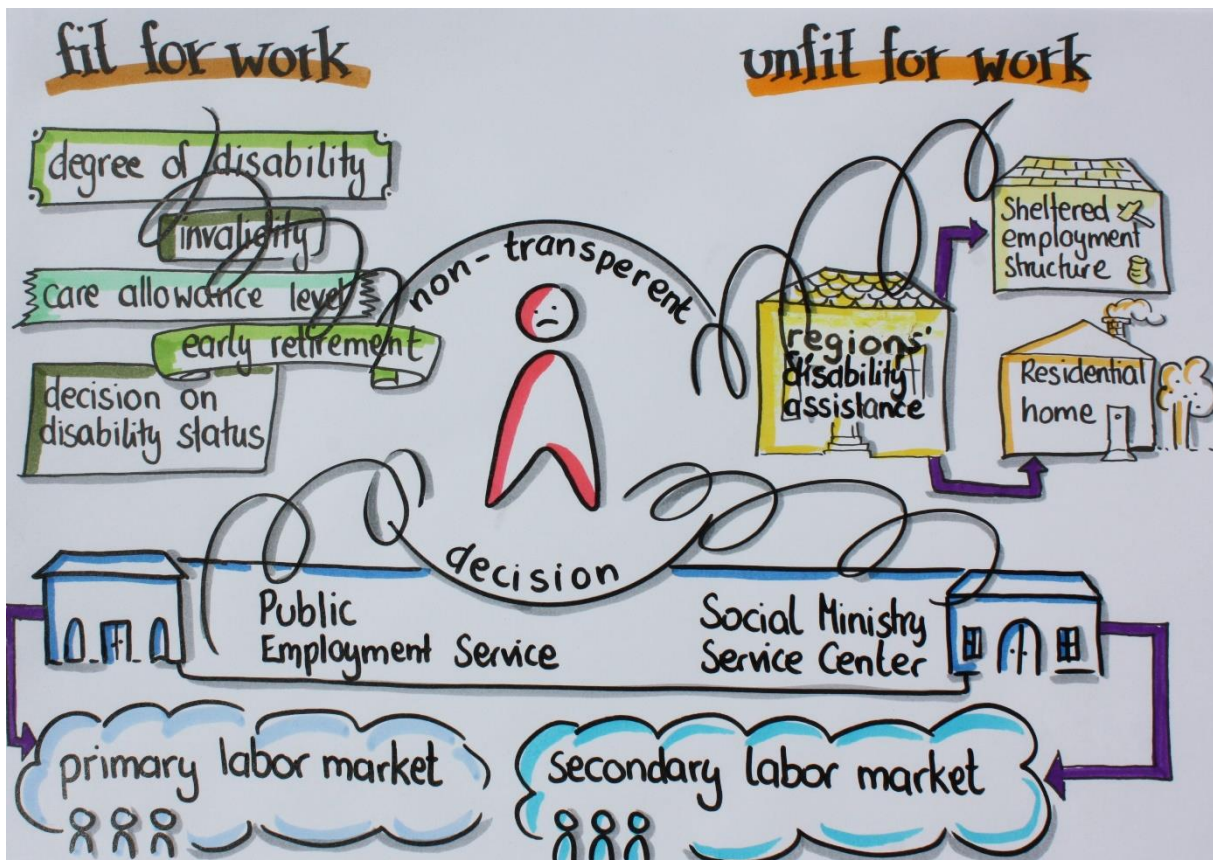 fit for work
unfit for work
degree of disability
invalidity
care allowance level
early retirement
decision on
disability status
non-transperent
decision
regions'
disability
assistance
Sheltered
employment
structure
Residential
home
Public
Employment Service
Social Ministry
Service Center
primary labor market
secondary labor market